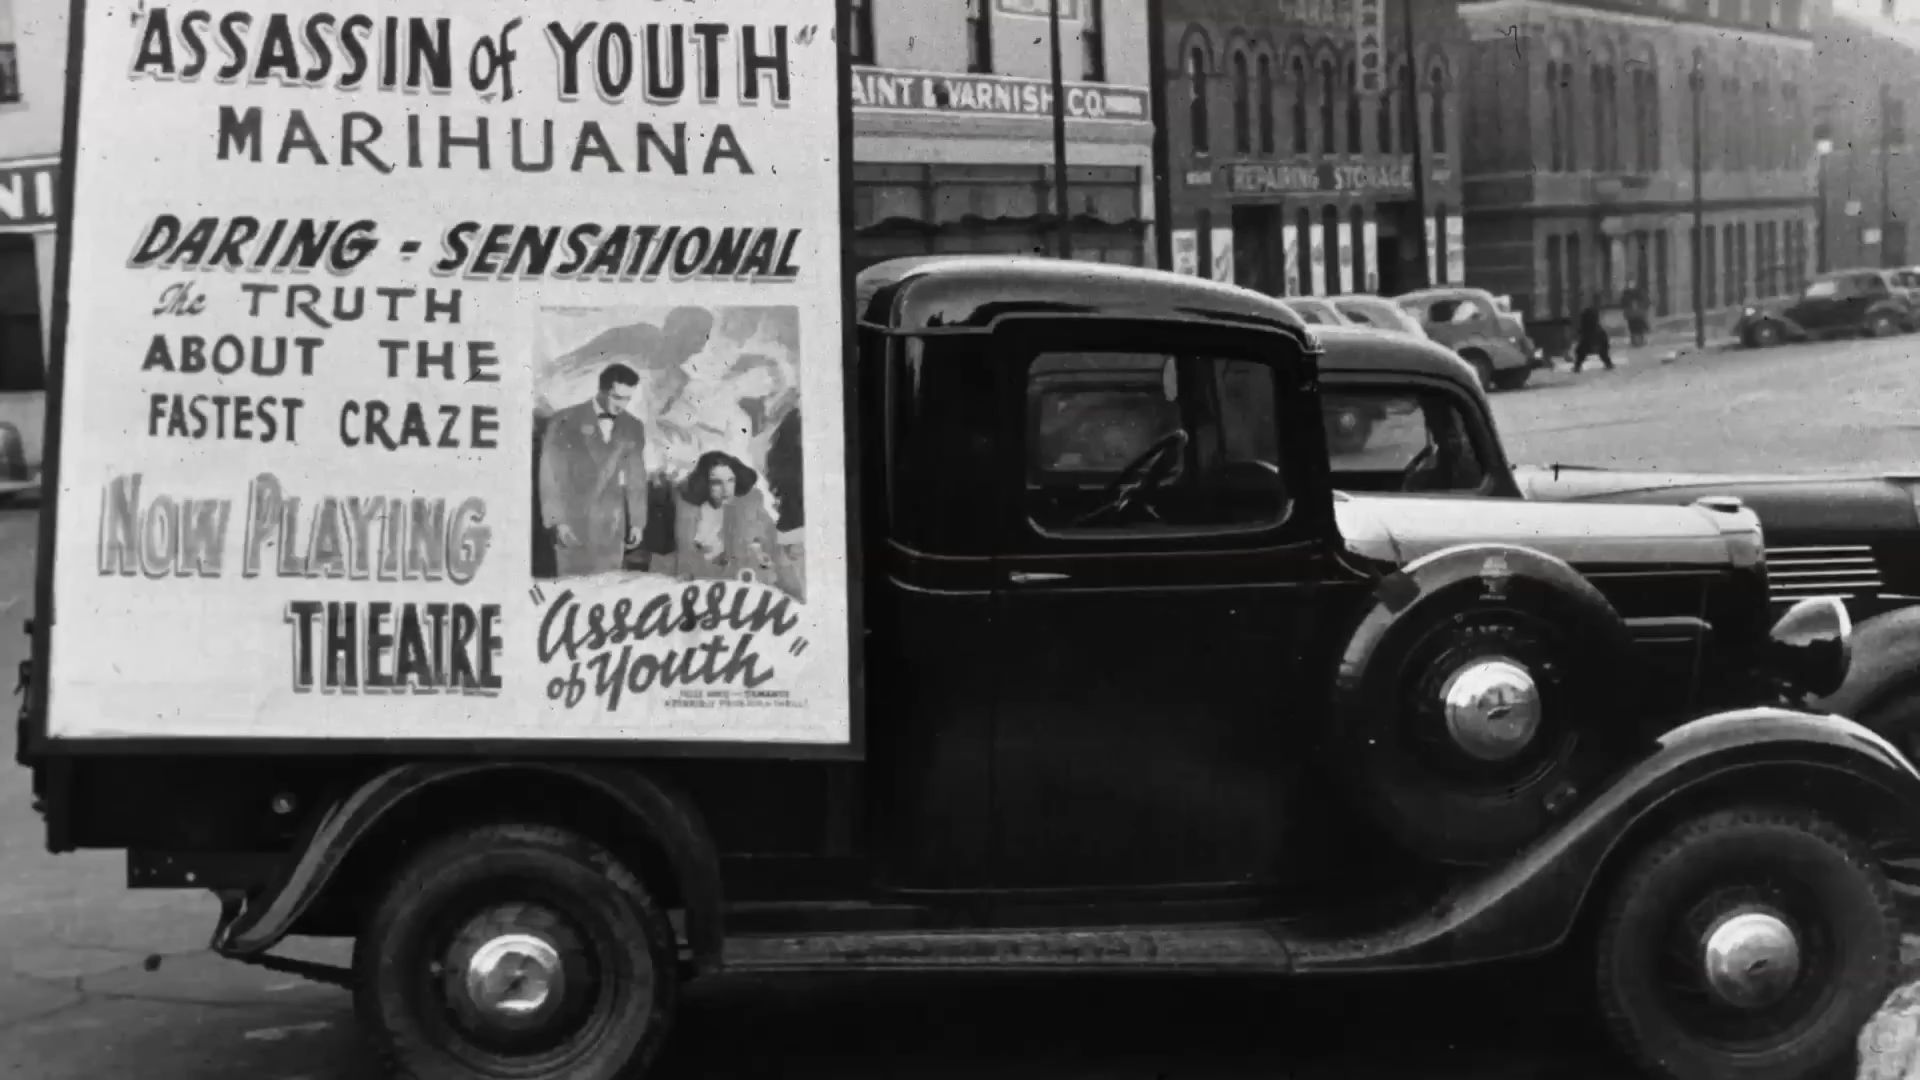 "ASSASSIN of YOUTH"
MARIHUANA
DARING - SENSATIONAL
The TRUTH
ABOUT THE
FASTEST CRAZE
NOW PLAYING
THEATRE
"Assassin
of Youth"
AINT & VARNISH CO.
REPAIRING STORAGE
NI